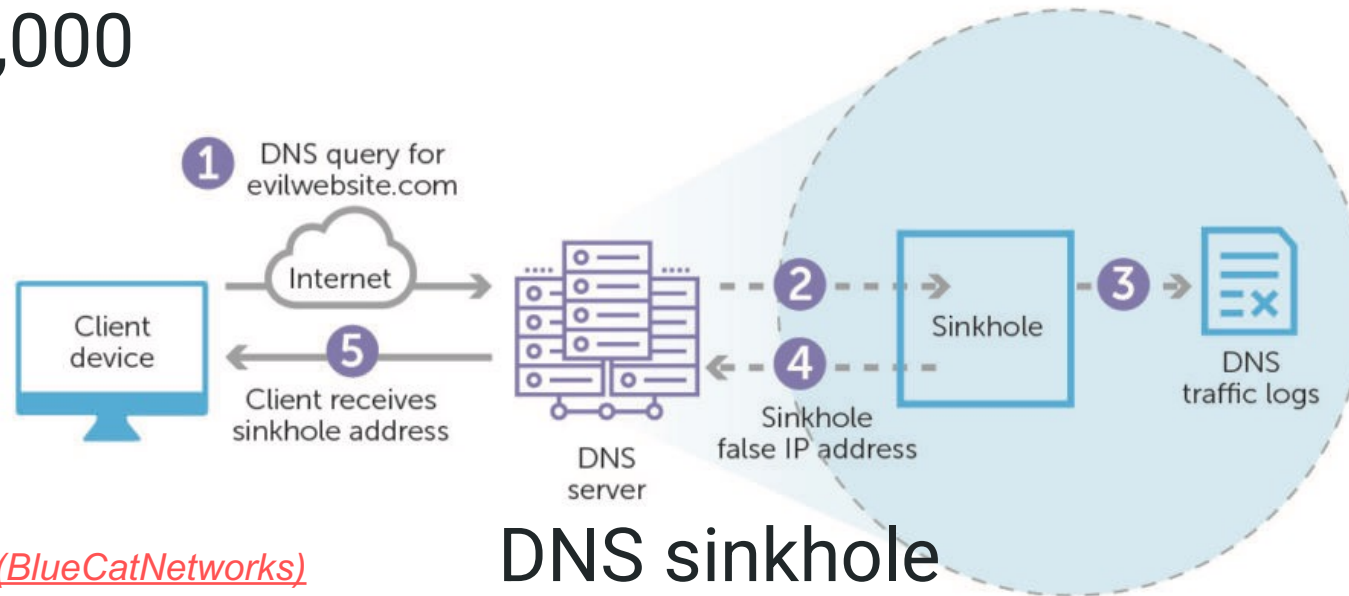 ,000
1
DNS query for
evilwebsite.com
Internet
Client
device
5
Client receives
sinkhole address
DNS
server
2
4
Sinkhole
false IP address
Sinkhole
3
DNS
traffic logs
(BlueCatNetworks)
DNS sinkhole